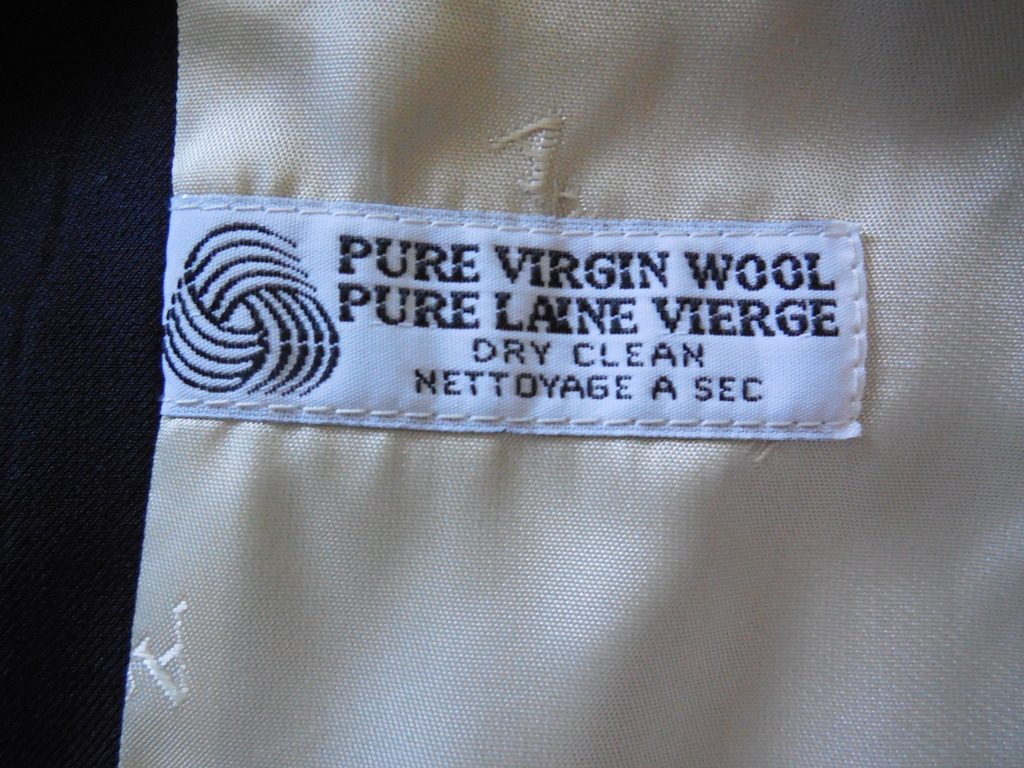 PURE VIRGIN WOOL
PURE LAINE VIERGE
DRY CLEAN
NETTOYAGE A SEC